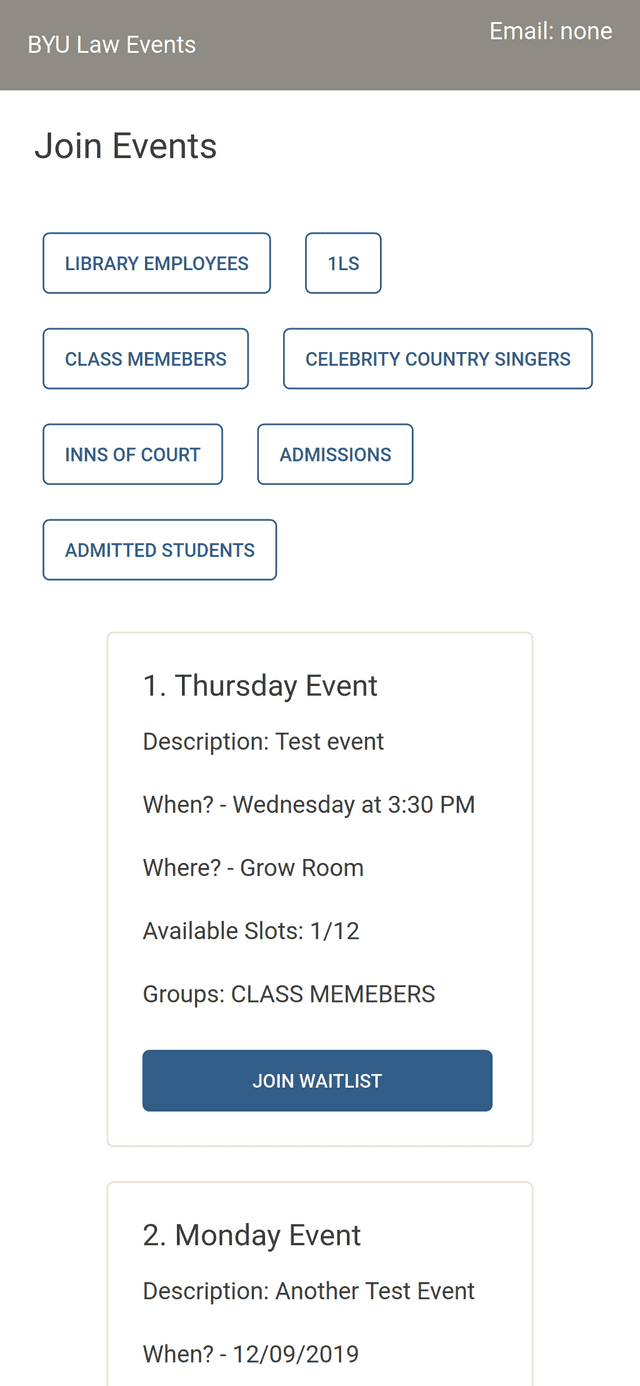 BYU Law Events
Email: none
Join Events
LIBRARY EMPLOYEES
1LS
CLASS MEMEBERS
CELEBRITY COUNTRY SINGERS
INNS OF COURT
ADMISSIONS
ADMITTED STUDENTS
1. Thursday Event
Description: Test event
When? - Wednesday at 3:30 PM
Where? - Grow Room
Available Slots: 1/12
Groups: CLASS MEMEBERS
JOIN WAITLIST
2. Monday Event
Description: Another Test Event
When? - 12/09/2019